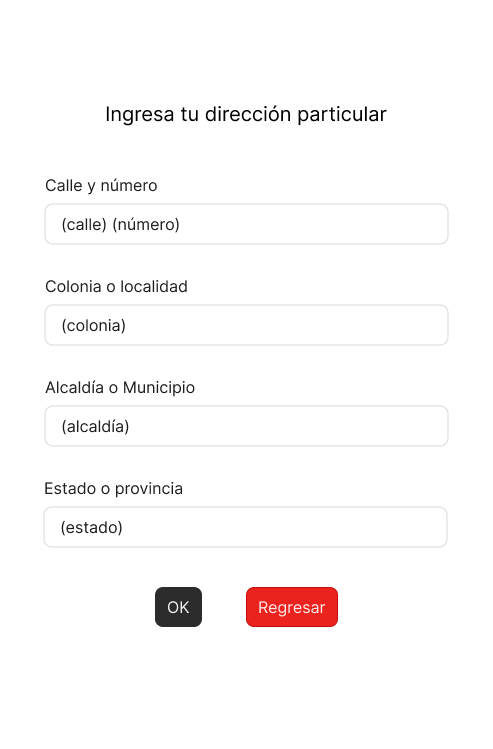 Ingresa tu dirección particular
Calle y número
(calle) (número)
Colonia o localidad
(colonia)
Alcaldía o Municipio
(alcaldía)
Estado o provincia
(estado)
OK
Regresar